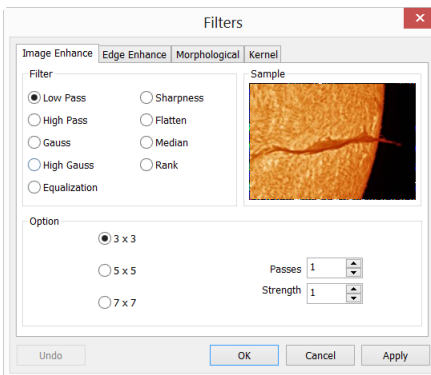 Filters
Image Enhance Edge Enhance Morphological Kernel
Filter
Low Pass Sharpness
High Pass Flatten
Gauss Median
High Gauss Rank
Equalization
Sample
Option
3 x 3
5 x 5
7 x 7
Passes 1
Strength 1
Undo OK Cancel Apply